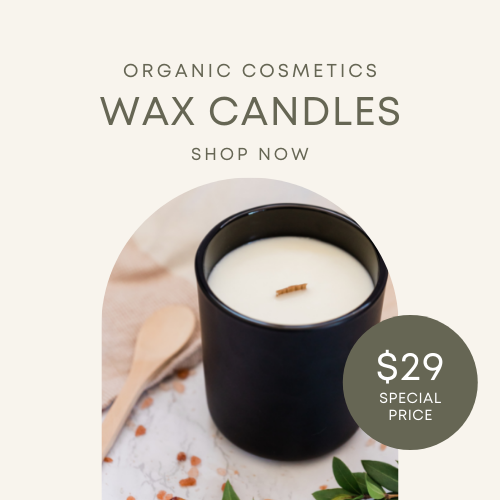 ORGANIC COSMETICS
WAX CANDLES
SHOP NOW
$29
SPECIAL
PRICE